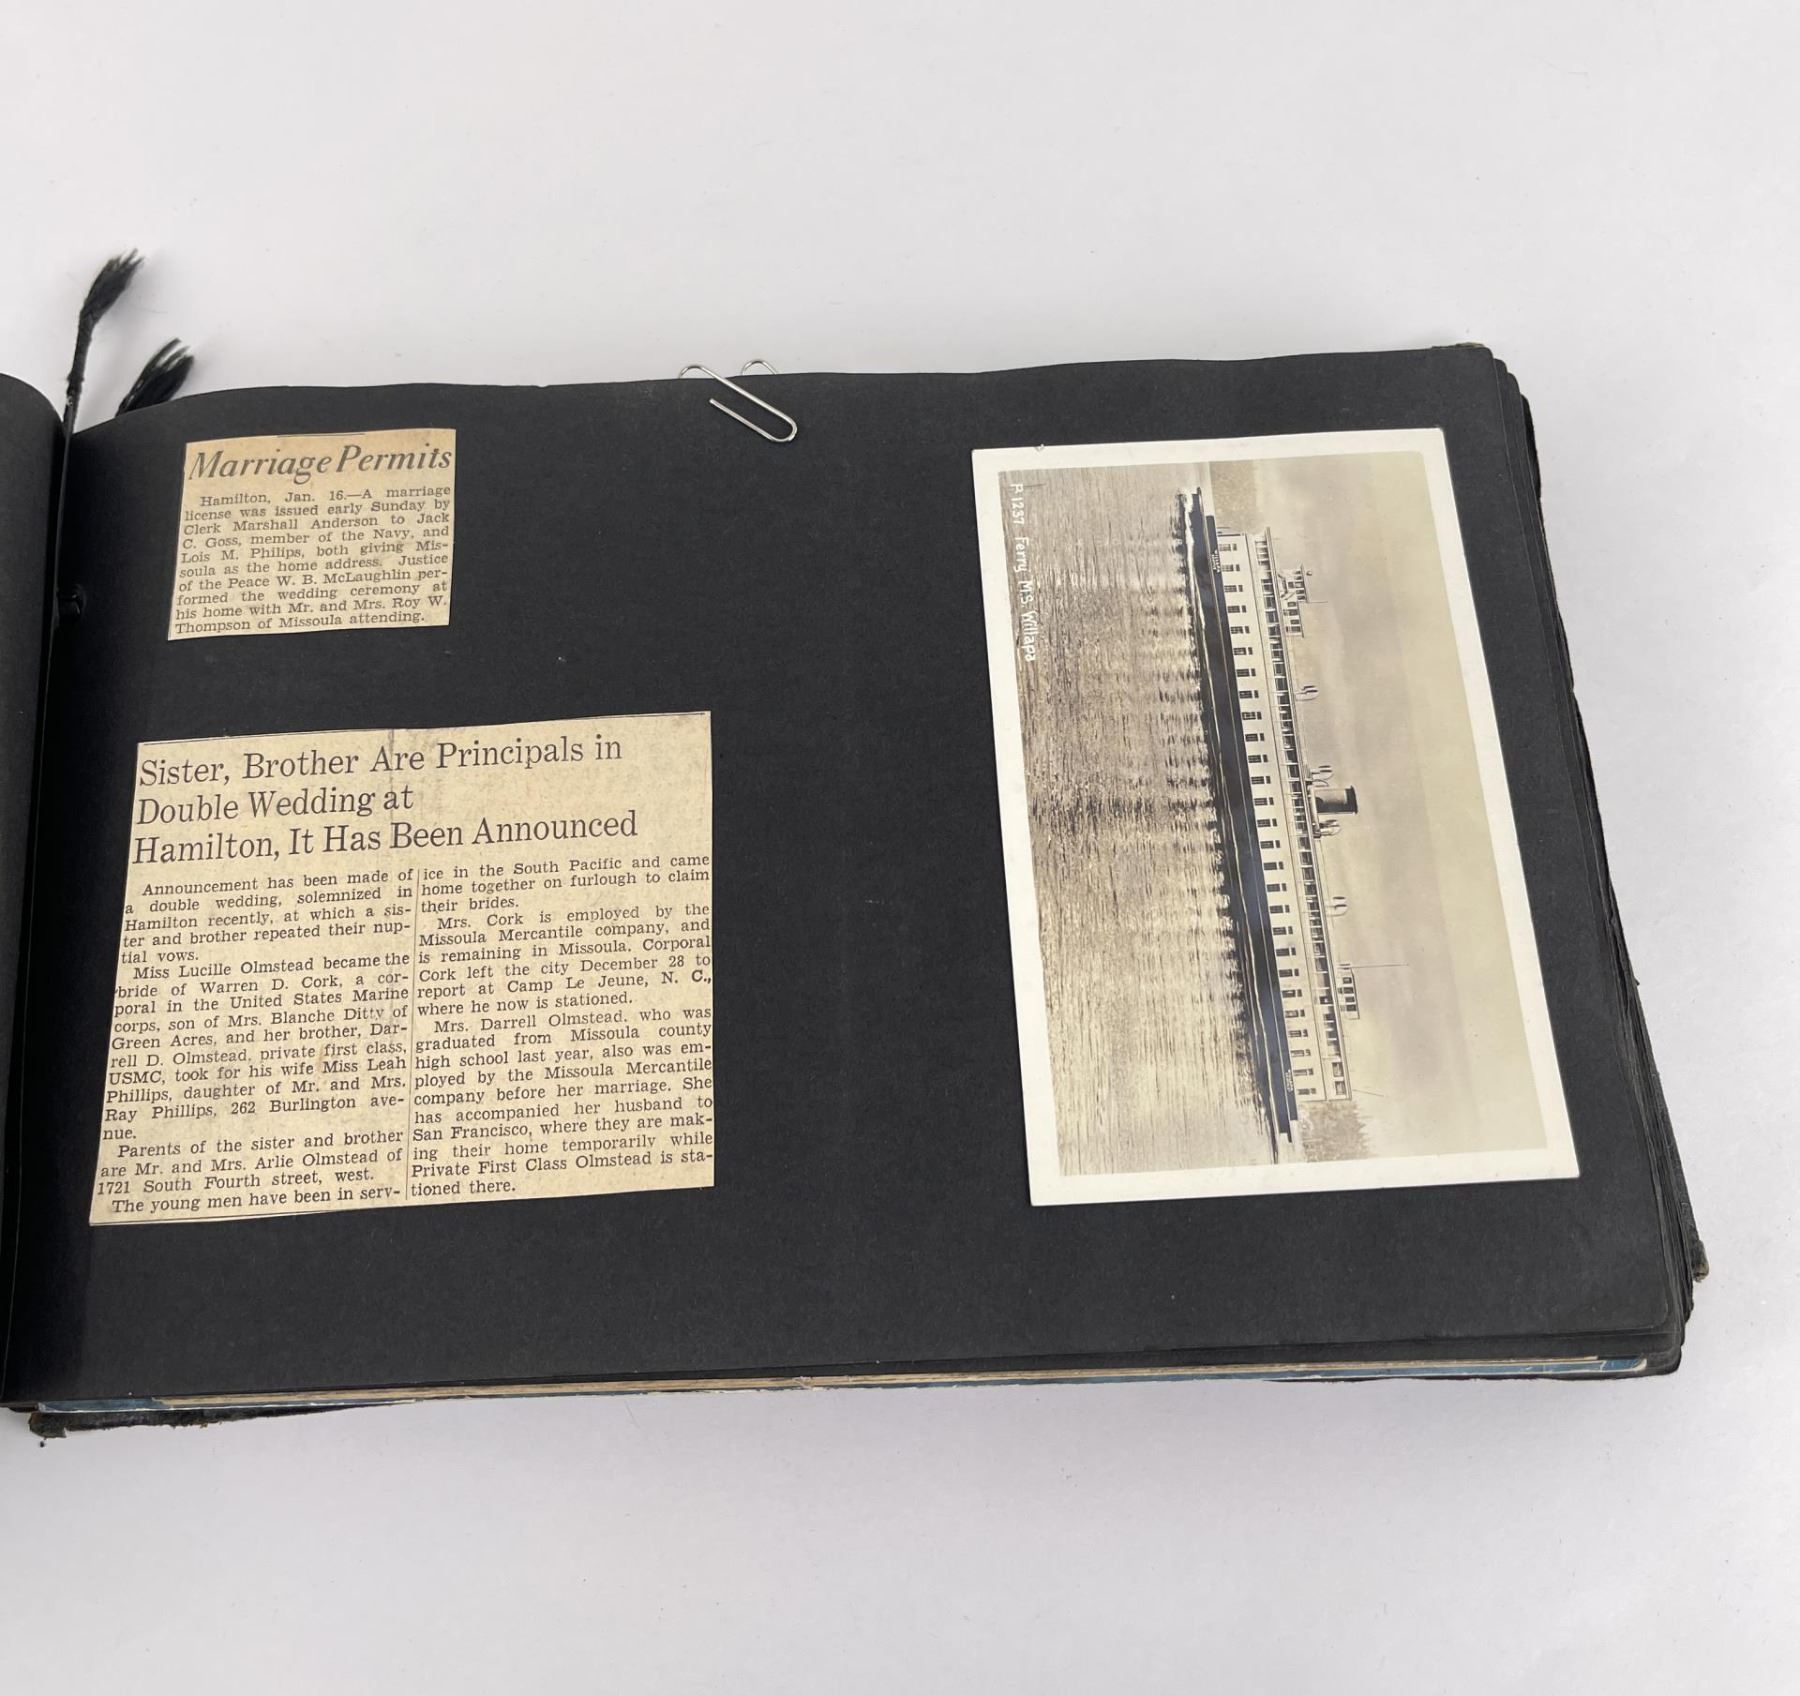 Marriage Permits
Hamilton, Jan. 16.—A marriage
license was issued early Sunday by
Clerk Marshall Anderson to Jack
C. Goss, member of the Navy, and
Lois M. Philips, both giving Mis-
soula as the home address. Justice
of the Peace W. B. McLaughlin per-
formed the wedding ceremony at
his home with Mr. and Mrs. Roy W.
Thompson of Missoula attending.
Sister, Brother Are Principals in
Double Wedding at
Hamilton, It Has Been Announced
Announcement has been made of
a double wedding, solemnized in
Hamilton recently, at which a sis-
ter and brother repeated their nup-
tial vows.
Miss Lucille Olmstead became the
bride of Warren D. Cork, a cor-
poral in the United States Marine
corps, son of Mrs. Blanche Ditty of
Green Acres, and her brother, Dar-
rell D. Olmstead, private first class,
USMC, took for his wife Miss Leah
Phillips, daughter of Mr. and Mrs.
Ray Phillips, 262 Burlington ave-
nue.
Parents of the sister and brother
are Mr. and Mrs. Arlie Olmstead of
1721 South Fourth street, west.
The young men have been in serv-
ice in the South Pacific and came
home together on furlough to claim
their brides.
Mrs. Cork is employed by the
Missoula Mercantile company, and
is remaining in Missoula. Corporal
Cork left the city December 28 to
report at Camp Le Jeune, N. C.,
where he now is stationed.
Mrs. Darrell Olmstead, who was
graduated from Missoula county
high school last year, also was em-
ployed by the Missoula Mercantile
company before her marriage. She
has accompanied her husband to
San Francisco, where they are mak-
ing their home temporarily while
Private First Class Olmstead is sta-
tioned there.
P 1237 Ferry MS Willapa